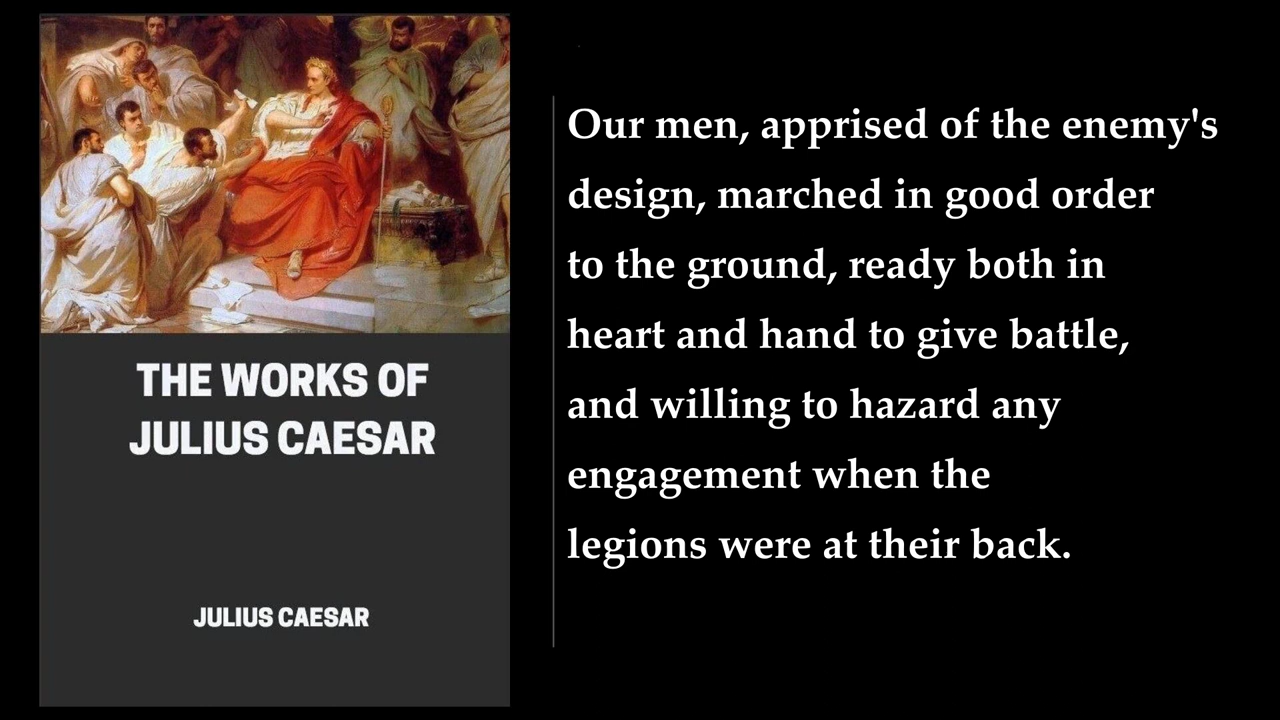 THE WORKS OF
JULIUS CAESAR
JULIUS CAESAR
Our men, apprised of the enemy's
design, marched in good order
to the ground, ready both in
heart and hand to give battle,
and willing to hazard any
engagement when the
legions were at their back.